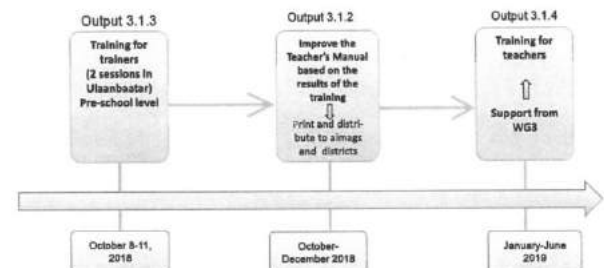 Output 3.1.3
Training for
trainers
(2 sessions in
Ulaanbaatar)
Pre-school level
Output 3.1.2
Improve the
Teacher's Manual
based on the
results of the
training
Print and distri-
bute to aimags
and districts
Output 3.1.4
Training for
teachers
Support from
WG3
October 8-11,
2018
October-
December 2018
January-June
2019